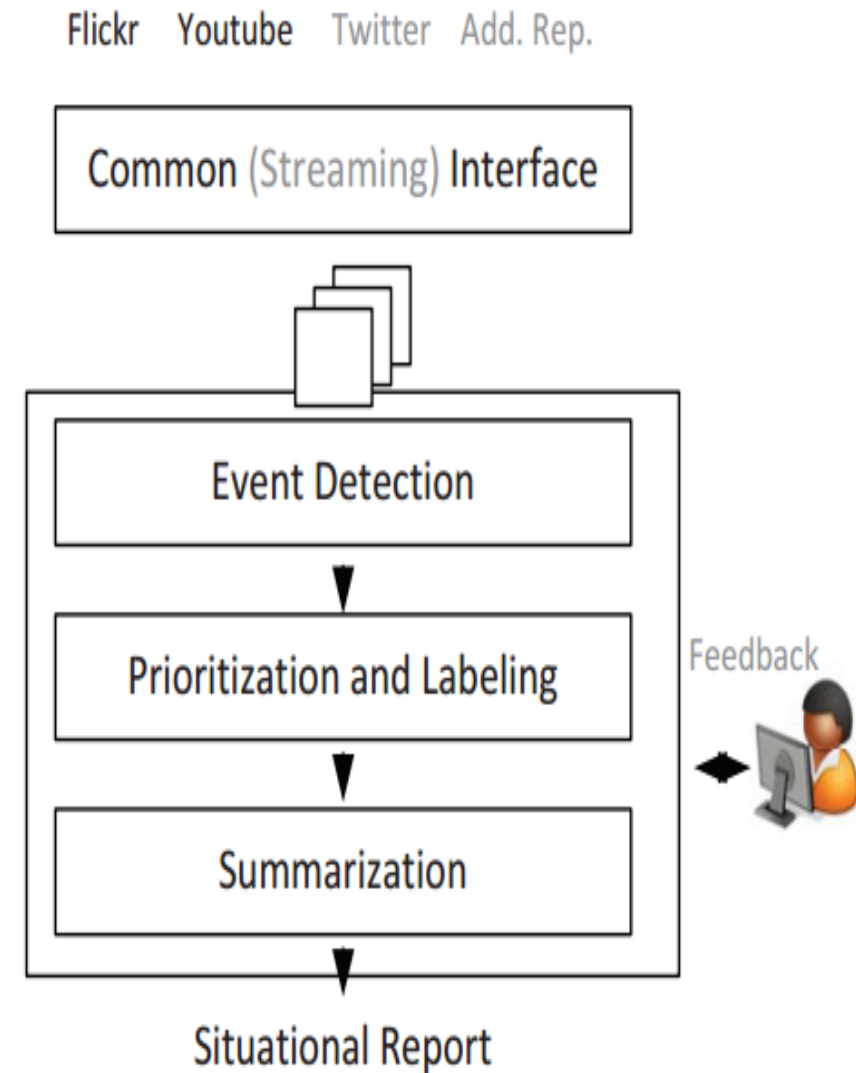 Flickr Youtube Twitter Add. Rep.
Common (Streaming) Interface
Event Detection
Prioritization and Labeling
Feedback
Summarization
Situational Report